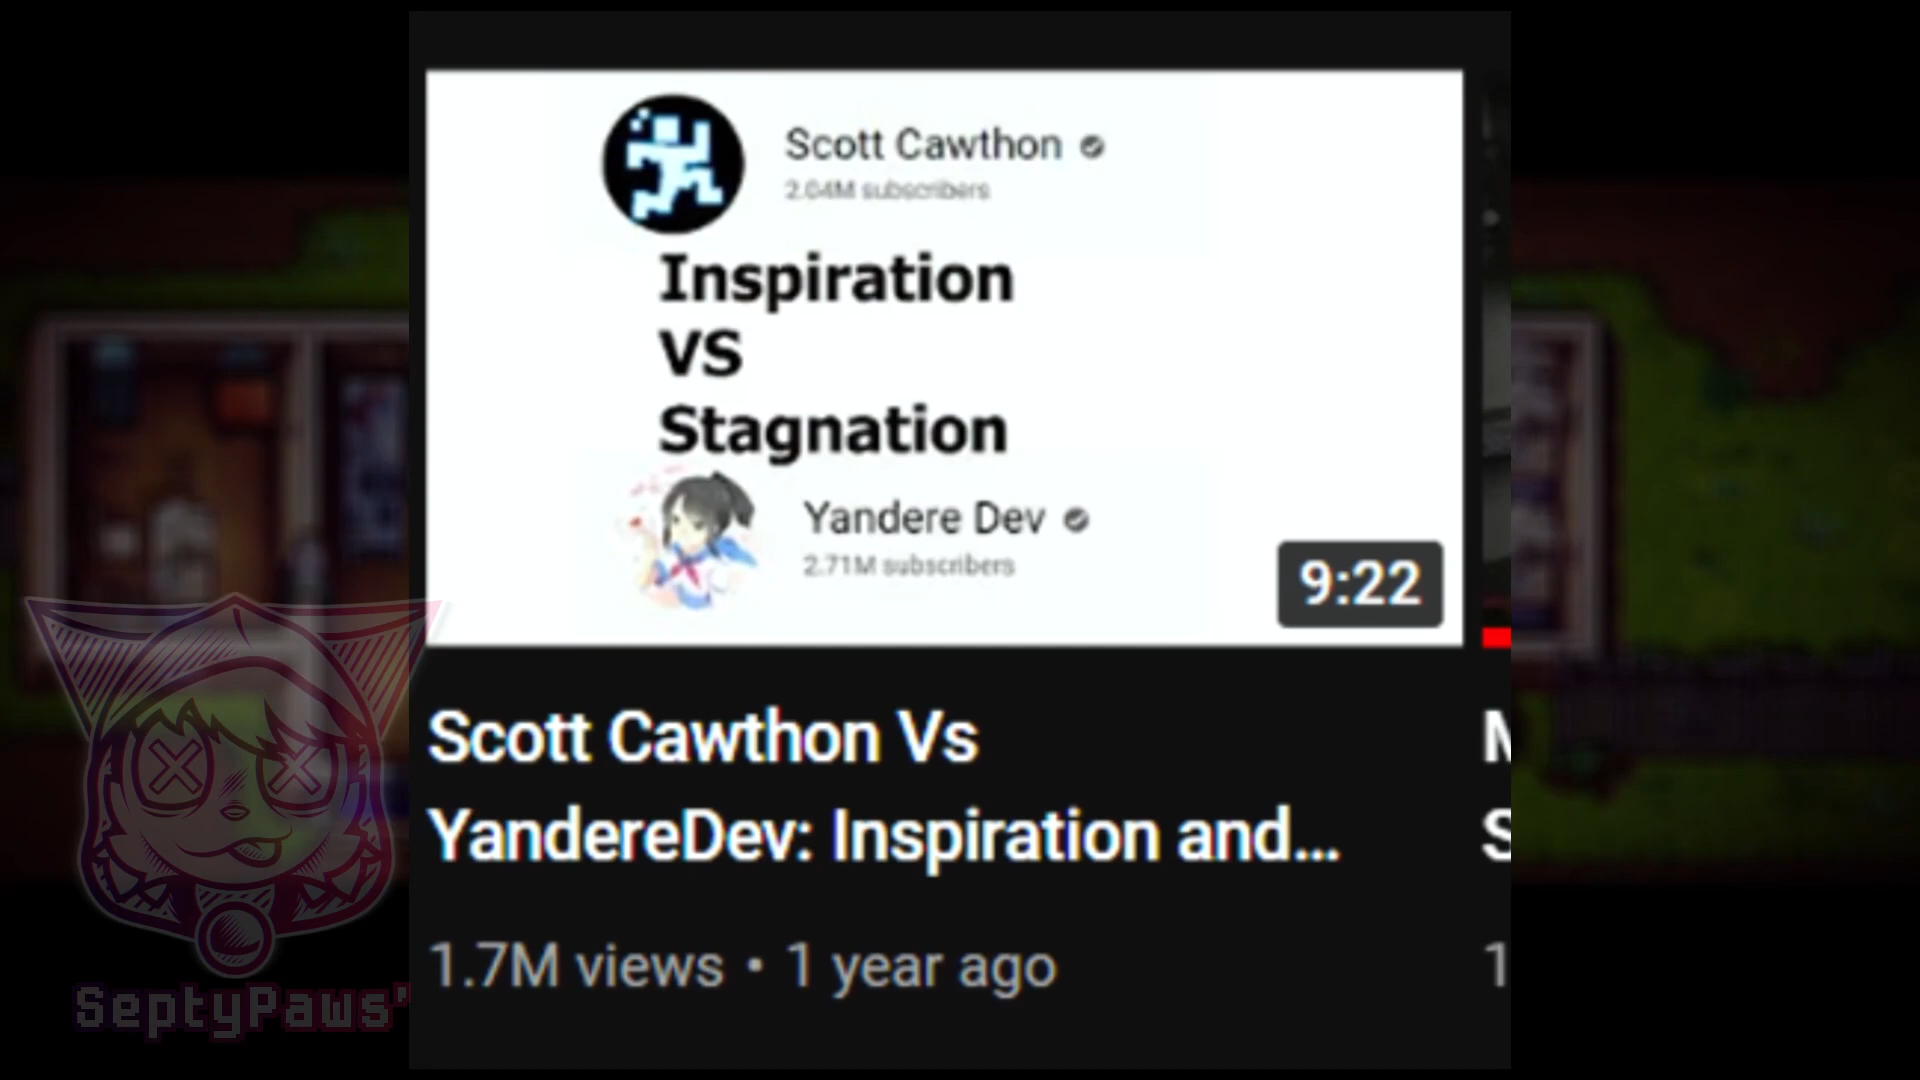 Scott Cawthon
2.04M subscribers
Inspiration
VS
Stagnation
Yandere Dev
2.71M subscribers
9:22
Scott Cawthon Vs
YandereDev: Inspiration and...
1.7M views • 1 year ago
M
S
1
SeptyPaws'